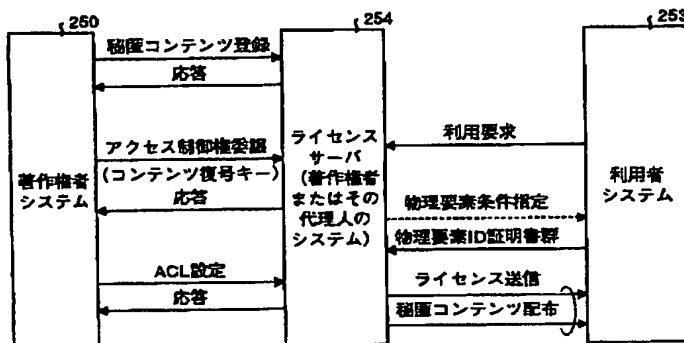 250
254
253
秘匿コンテンツ登録
応答
アクセス制御権委譲
(コンテンツ復号キー)
応答
ACL設定
応答
著作権者
システム
ライセンス
サーバ
(著作権者
またはその
代理人の
システム)
利用要求
物理要素条件指定
物理要素ID証明書群
ライセンス送信
秘匿コンテンツ配布
利用者
システム